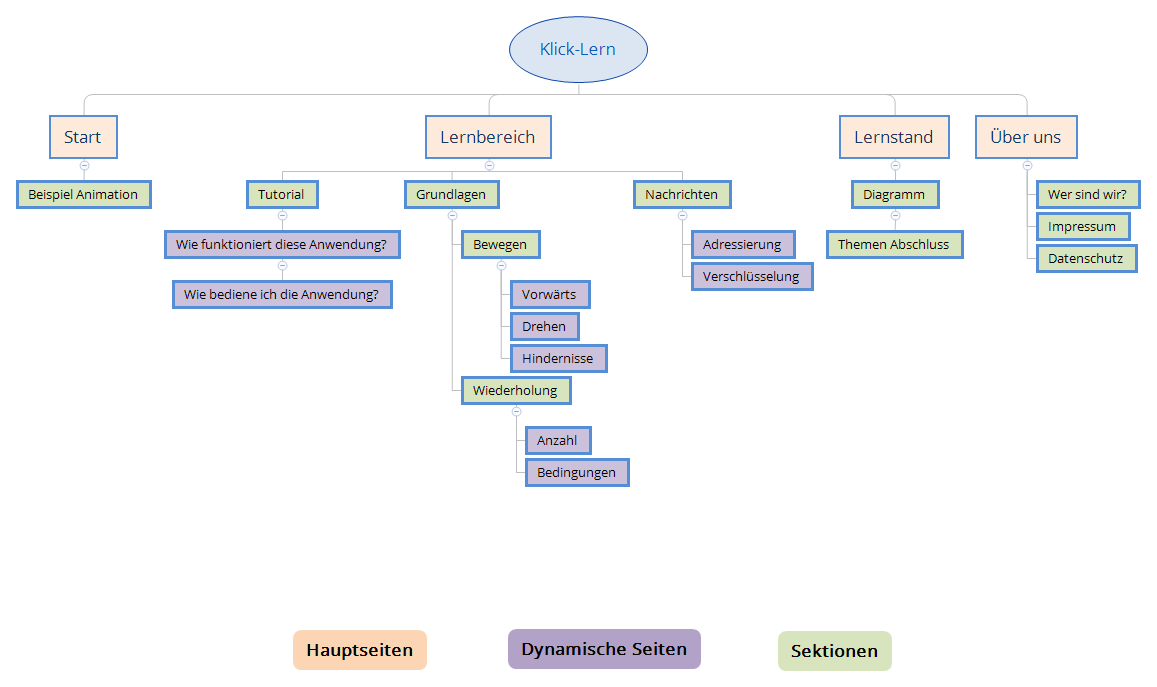 Klick-Lern
Start
Lernbereich
Lernstand
Über uns
Beispiel Animation
Tutorial
Grundlagen
Nachrichten
Diagramm
Wer sind wir?
Impressum
Datenschutz
Wie funktioniert diese Anwendung?
Wie bediene ich die Anwendung?
Bewegen
Vorwärts
Drehen
Hindernisse
Wiederholung
Anzahl
Bedingungen
Adressierung
Verschlüsselung
Themen Abschluss
Hauptseiten
Dynamische Seiten
Sektionen